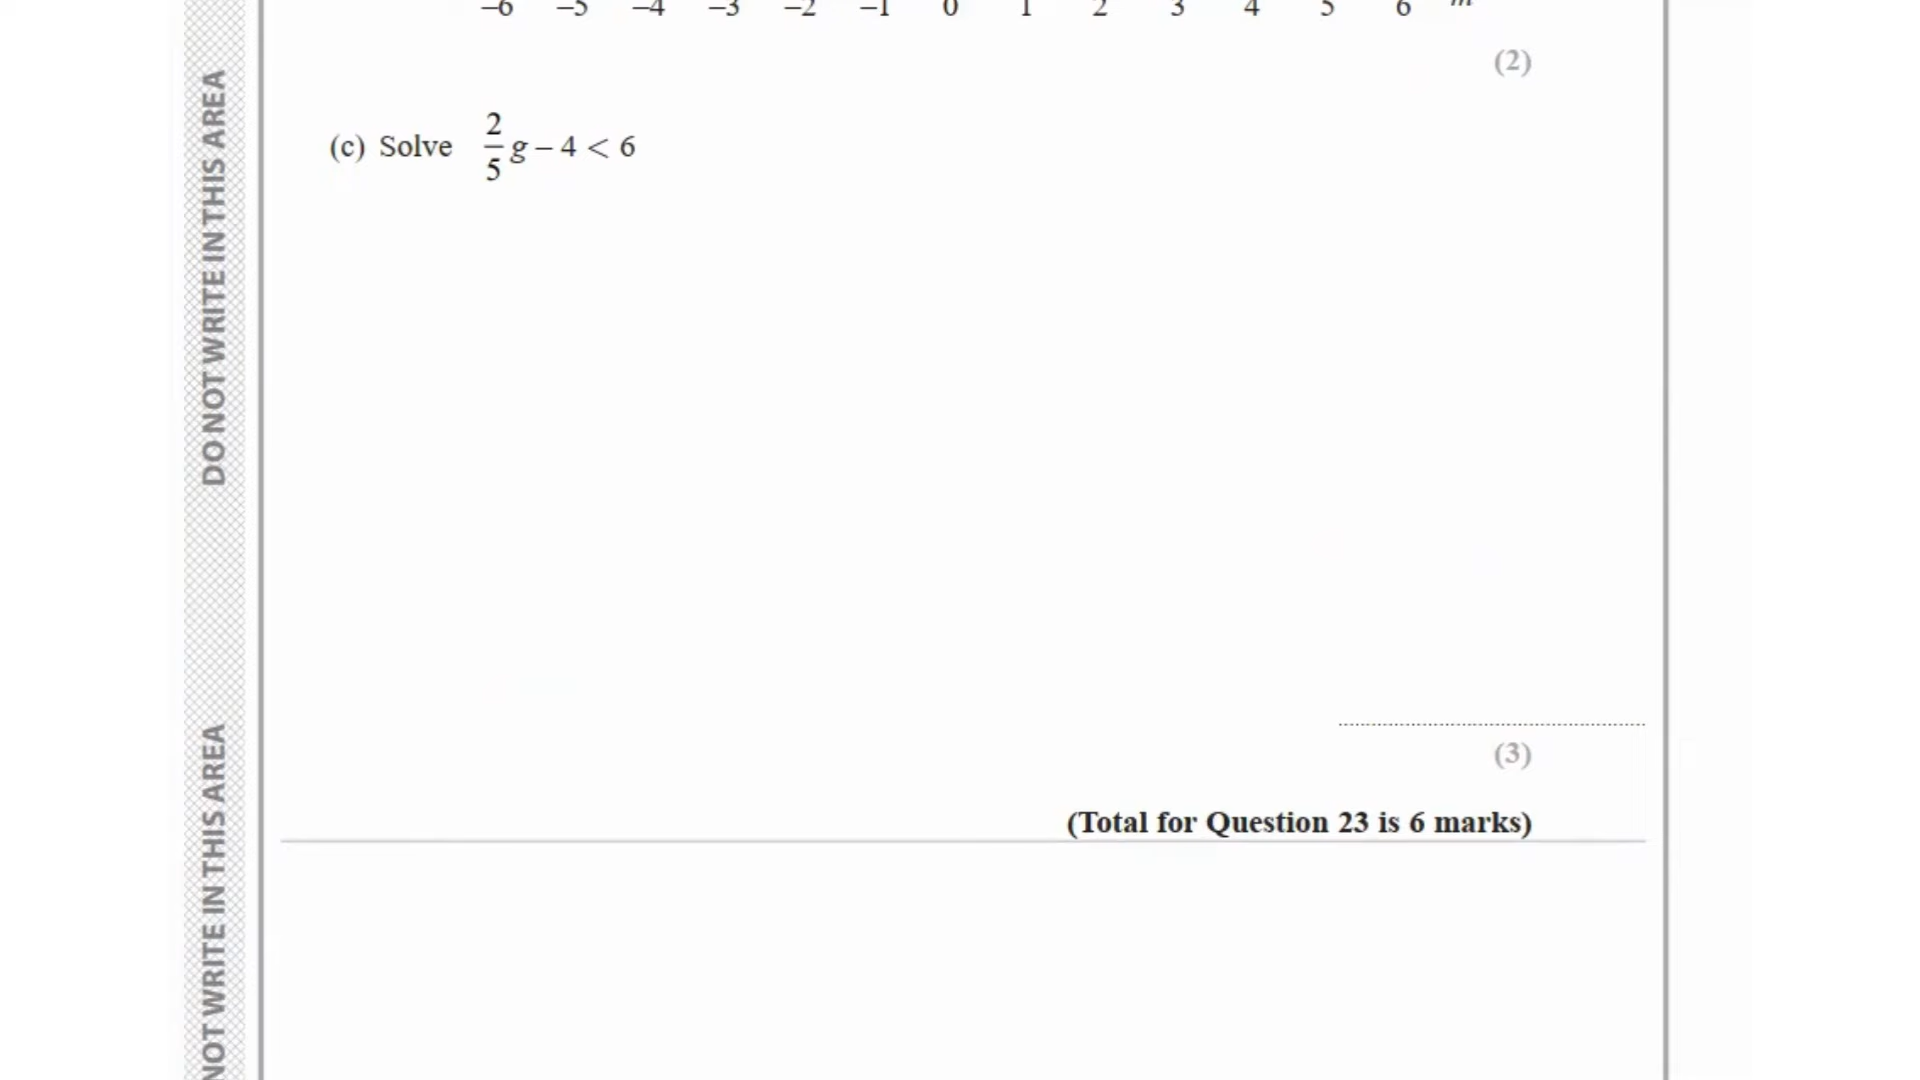 –6 –5 –4 –3 –2 –1 0 1 2 3 4 5 6 m
(2)
(c) Solve 2/5 g – 4 < 6
(3)
(Total for Question 23 is 6 marks)
DO NOT WRITE IN THIS AREA
NOT WRITE IN THIS AREA